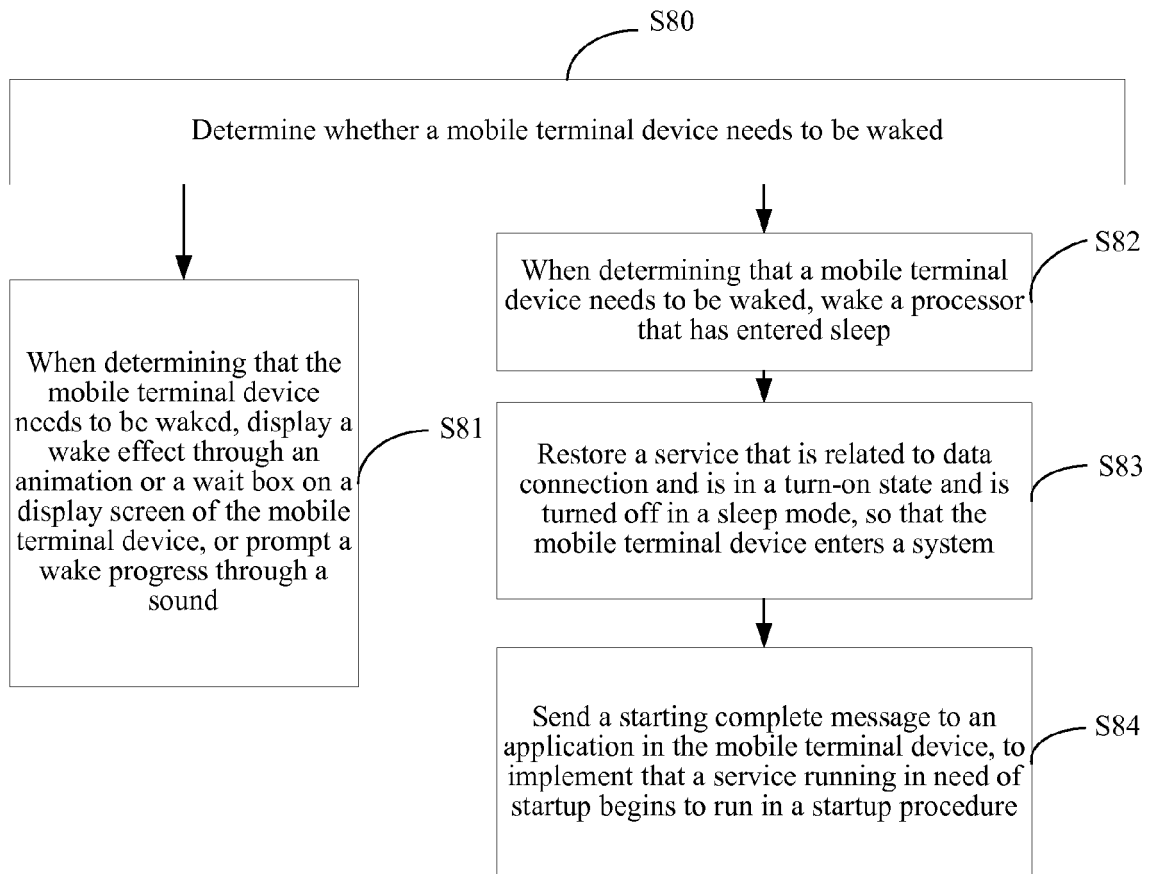 S80
Determine whether a mobile terminal device needs to be waked
S82
When determining that a mobile terminal
device needs to be waked, wake a processor
that has entered sleep
When determining that the
mobile terminal device
needs to be waked, display a
wake effect through an
animation or a wait box on a
display screen of the mobile
terminal device, or prompt a
wake progress through a
sound
S81
Restore a service that is related to data
connection and is in a turn-on state and is
turned off in a sleep mode, so that the
mobile terminal device enters a system
S83
Send a starting complete message to an
application in the mobile terminal device, to
implement that a service running in need of
startup begins to run in a startup procedure
S84